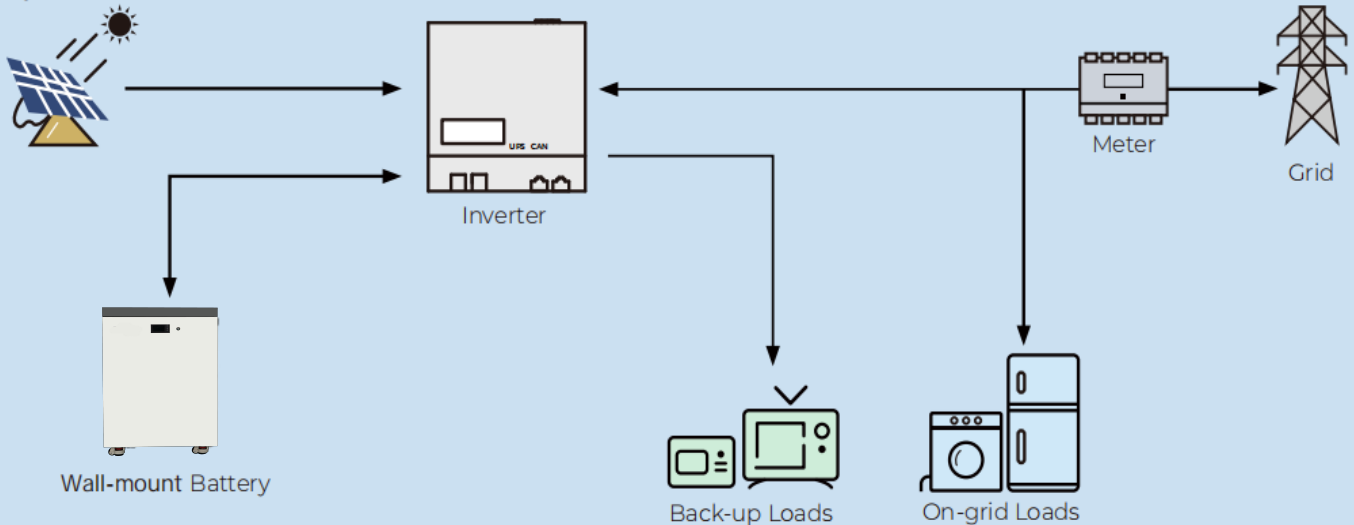 UPS CAN
Inverter
Meter
Grid
Wall-mount Battery
Back-up Loads
On-grid Loads